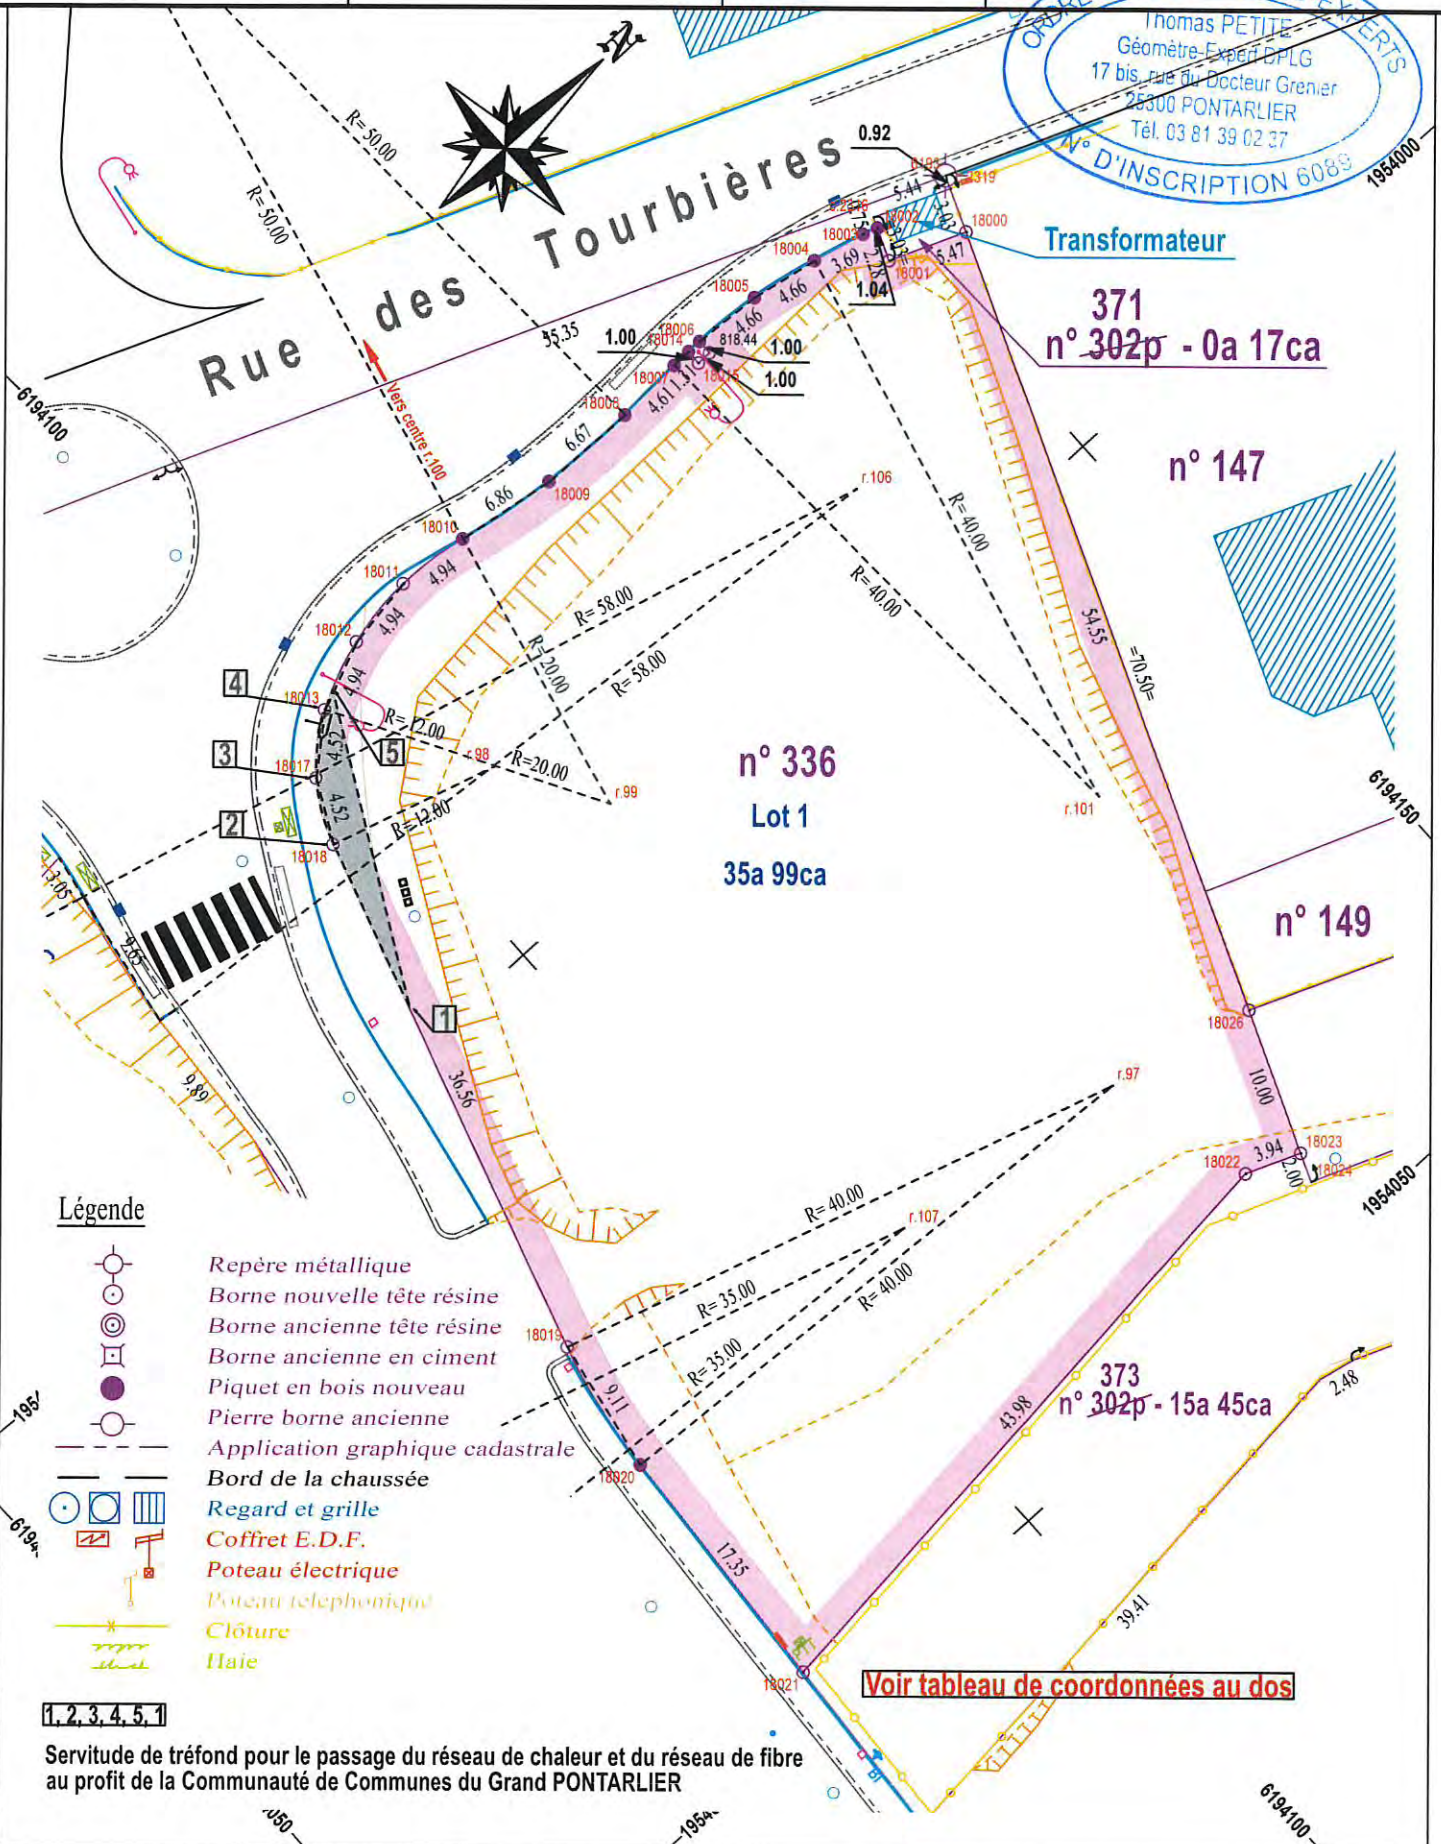 Thomas PETITE
Géomètre-Expert DPLG
17 bis, rue du Docteur Grenier
25300 PONTARLIER
Tél. 03 81 39 02 37
N° D'INSCRIPTION 6089
EXPERTS
1954000
N
R= 50.00
R= 50.00
Rue des Tourbières
0.92
5.44
3.03
18000
18002
18003
18004
18001
5.47
3.69
2.28
1.04
Transformateur
371
n° 302p - 0a 17ca
18005
4.66
4.66
55.35
18006
18014
818.44
1.00
1.00
1.00
18007
18015
1.31
4.61
18008
6.67
18009
6.86
18010
Vers centre r.100
6194100
n° 147
r.106
R= 40.00
R= 40.00
18011
4.94
4.94
18012
4.94
R= 58.00
R= 58.00
R= 20.00
54.55
=70.50=
4
18013
R= 12.00
5
r.98
R=20.00
r.99
3
18017
4.52
4.52
2
18018
R= 12.00
n° 336
Lot 1
35a 99ca
r.101
6194150
n° 149
3.05
2.65
9.89
1
36.56
18026
10.00
r.97
18023
3.94
18022
2.00
18024
1954050
R= 40.00
r.107
R= 35.00
R= 40.00
R= 35.00
18019
9.11
18020
17.35
43.98
373
n° 302p - 15a 45ca
2.48
39.41
18021
Légende
Repère métallique
Borne nouvelle tête résine
Borne ancienne tête résine
Borne ancienne en ciment
Piquet en bois nouveau
Pierre borne ancienne
Application graphique cadastrale
Bord de la chaussée
Regard et grille
Coffret E.D.F.
Poteau électrique
Poteau telephonique
Clôture
Haie
Voir tableau de coordonnées au dos
1, 2, 3, 4, 5, 1
Servitude de tréfond pour le passage du réseau de chaleur et du réseau de fibre
au profit de la Communauté de Communes du Grand PONTARLIER
6194100